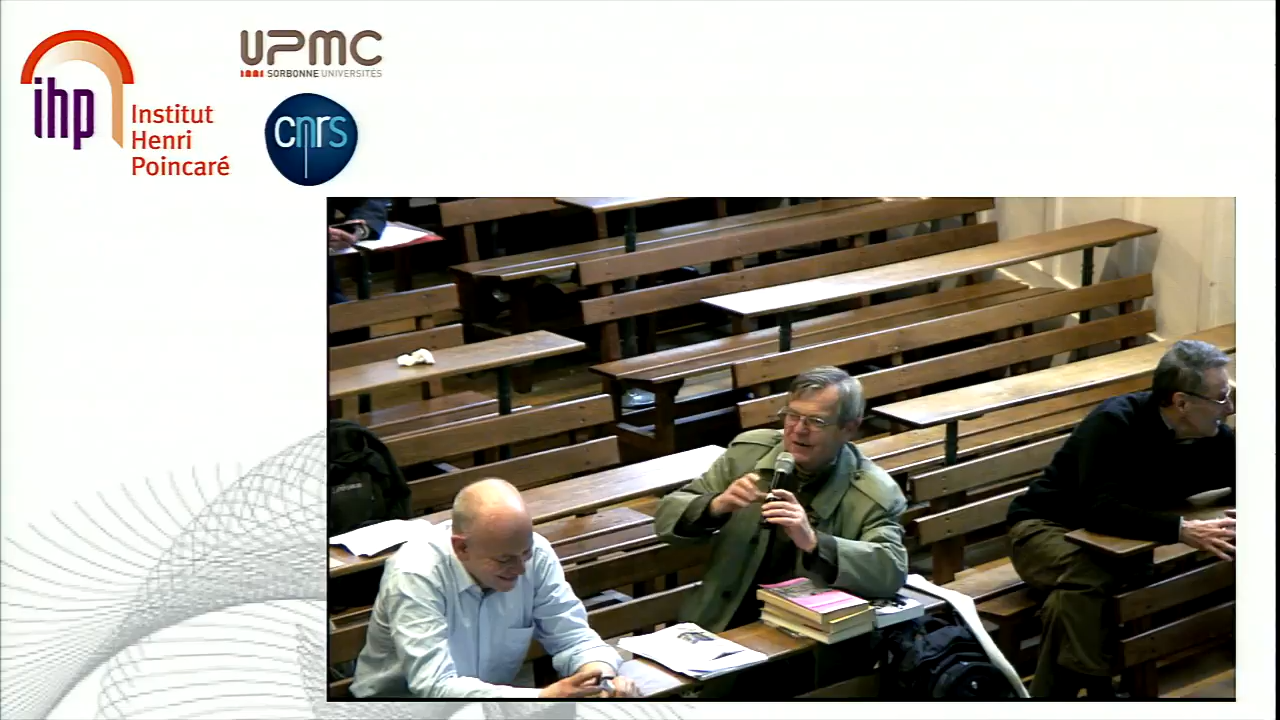 ihp
Institut
Henri
Poincaré
UPMC
SORBONNE UNIVERSITÉS
cnrs